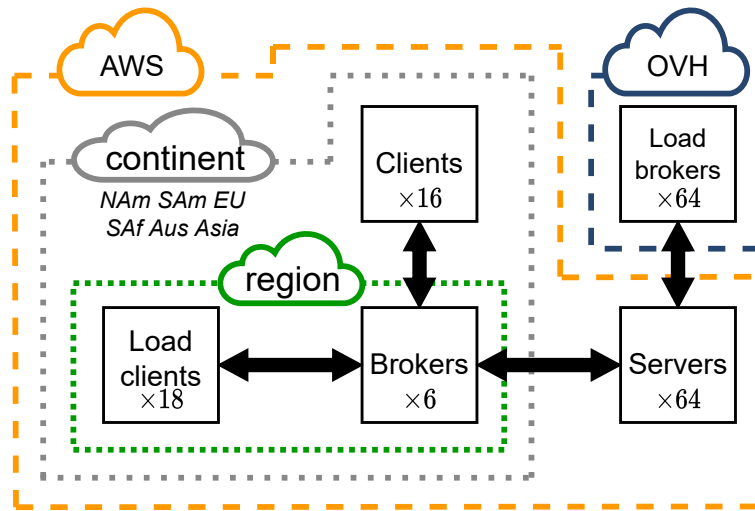 AWS
OVH
continent
NAm SAm EU
SAf Aus Asia
Clients
×16
Load
brokers
×64
region
Load
clients
×18
Brokers
×6
Servers
×64